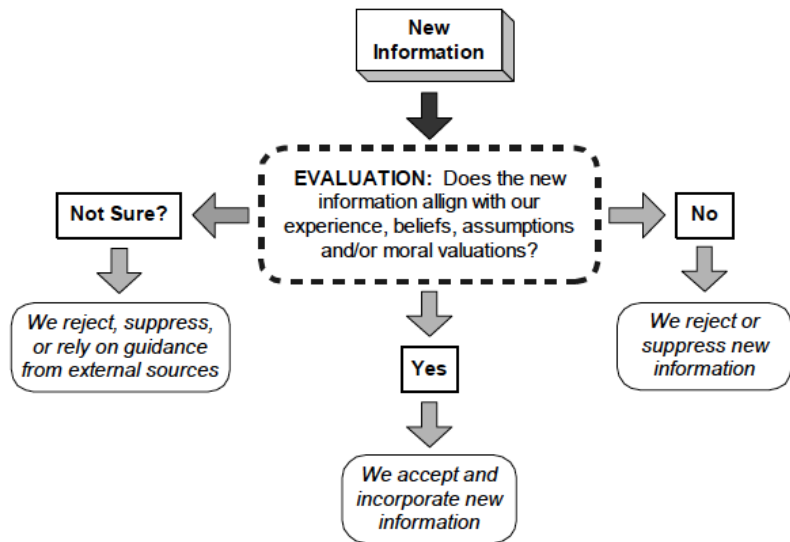 New
Information
EVALUATION: Does the new
information allign with our
experience, beliefs, assumptions
and/or moral valuations?
Not Sure?
No
We reject, suppress,
or rely on guidance
from external sources
Yes
We reject or
suppress new
information
We accept and
incorporate new
information